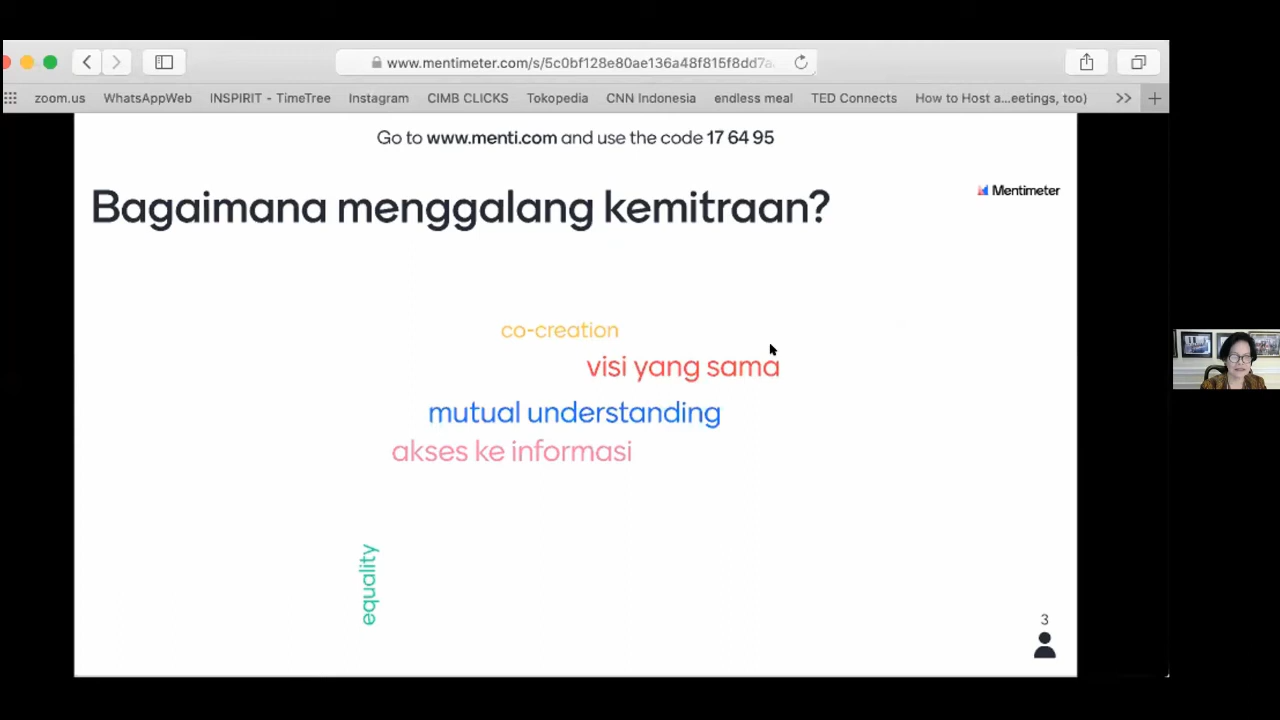 www.mentimeter.com/s/5c0bf128e80ae136a48f815f8dd7a
zoom.us WhatsAppWeb INSPIRIT - TimeTree Instagram CIMB CLICKS Tokopedia CNN Indonesia endless meal TED Connects How to Host a...eetings, too) >>
Go to www.menti.com and use the code 17 64 95
Mentimeter
Bagaimana menggalang kemitraan?
co-creation
visi yang sama
mutual understanding
akses ke informasi
equality
3